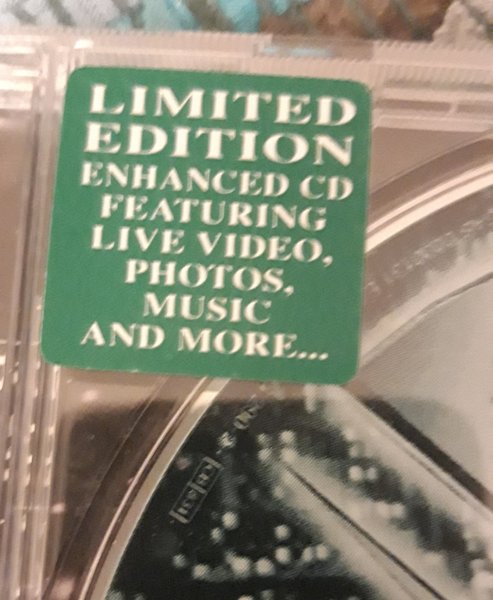 LIMITED
EDITION
ENHANCED CD
FEATURING
LIVE VIDEO,
PHOTOS,
MUSIC
AND MORE...